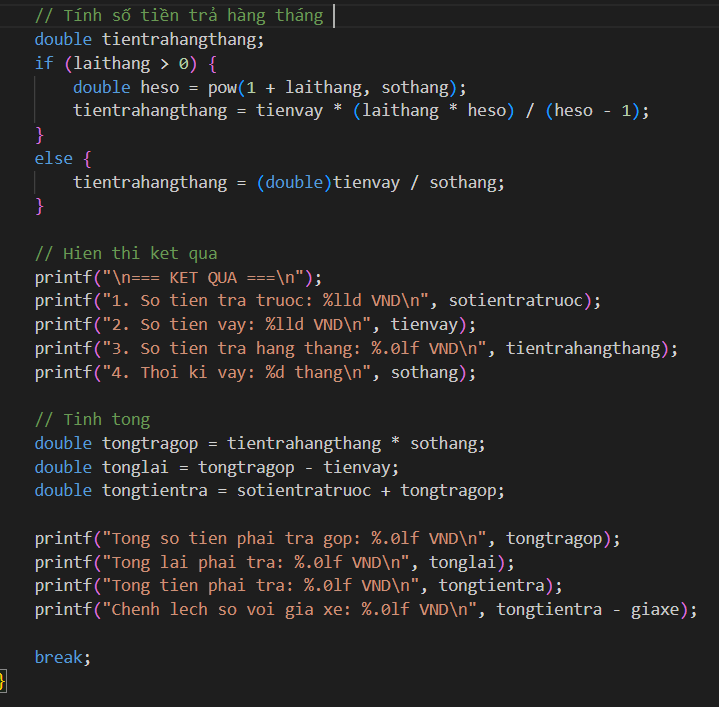 // Tính số tiền trả hàng tháng
double tientrahangthang;
if (laithang > 0) {
    double heso = pow(1 + laithang, sothang);
    tientrahangthang = tienvay * (laithang * heso) / (heso - 1);
}
else {
    tientrahangthang = (double)tienvay / sothang;
}

// Hien thi ket qua
printf("\n=== KET QUA ===\n");
printf("1. So tien tra truoc: %lld VND\n", sotientratruoc);
printf("2. So tien vay: %lld VND\n", tienvay);
printf("3. So tien tra hang thang: %.0lf VND\n", tientrahangthang);
printf("4. Thoi ki vay: %d thang\n", sothang);

// Tinh tong
double tongtragop = tientrahangthang * sothang;
double tonglai = tongtragop - tienvay;
double tongtientra = sotientratruoc + tongtragop;

printf("Tong so tien phai tra gop: %.0lf VND\n", tongtragop);
printf("Tong lai phai tra: %.0lf VND\n", tonglai);
printf("Tong tien phai tra: %.0lf VND\n", tongtientra);
printf("Chenh lech so voi gia xe: %.0lf VND\n", tongtientra - giaxe);

break;
}